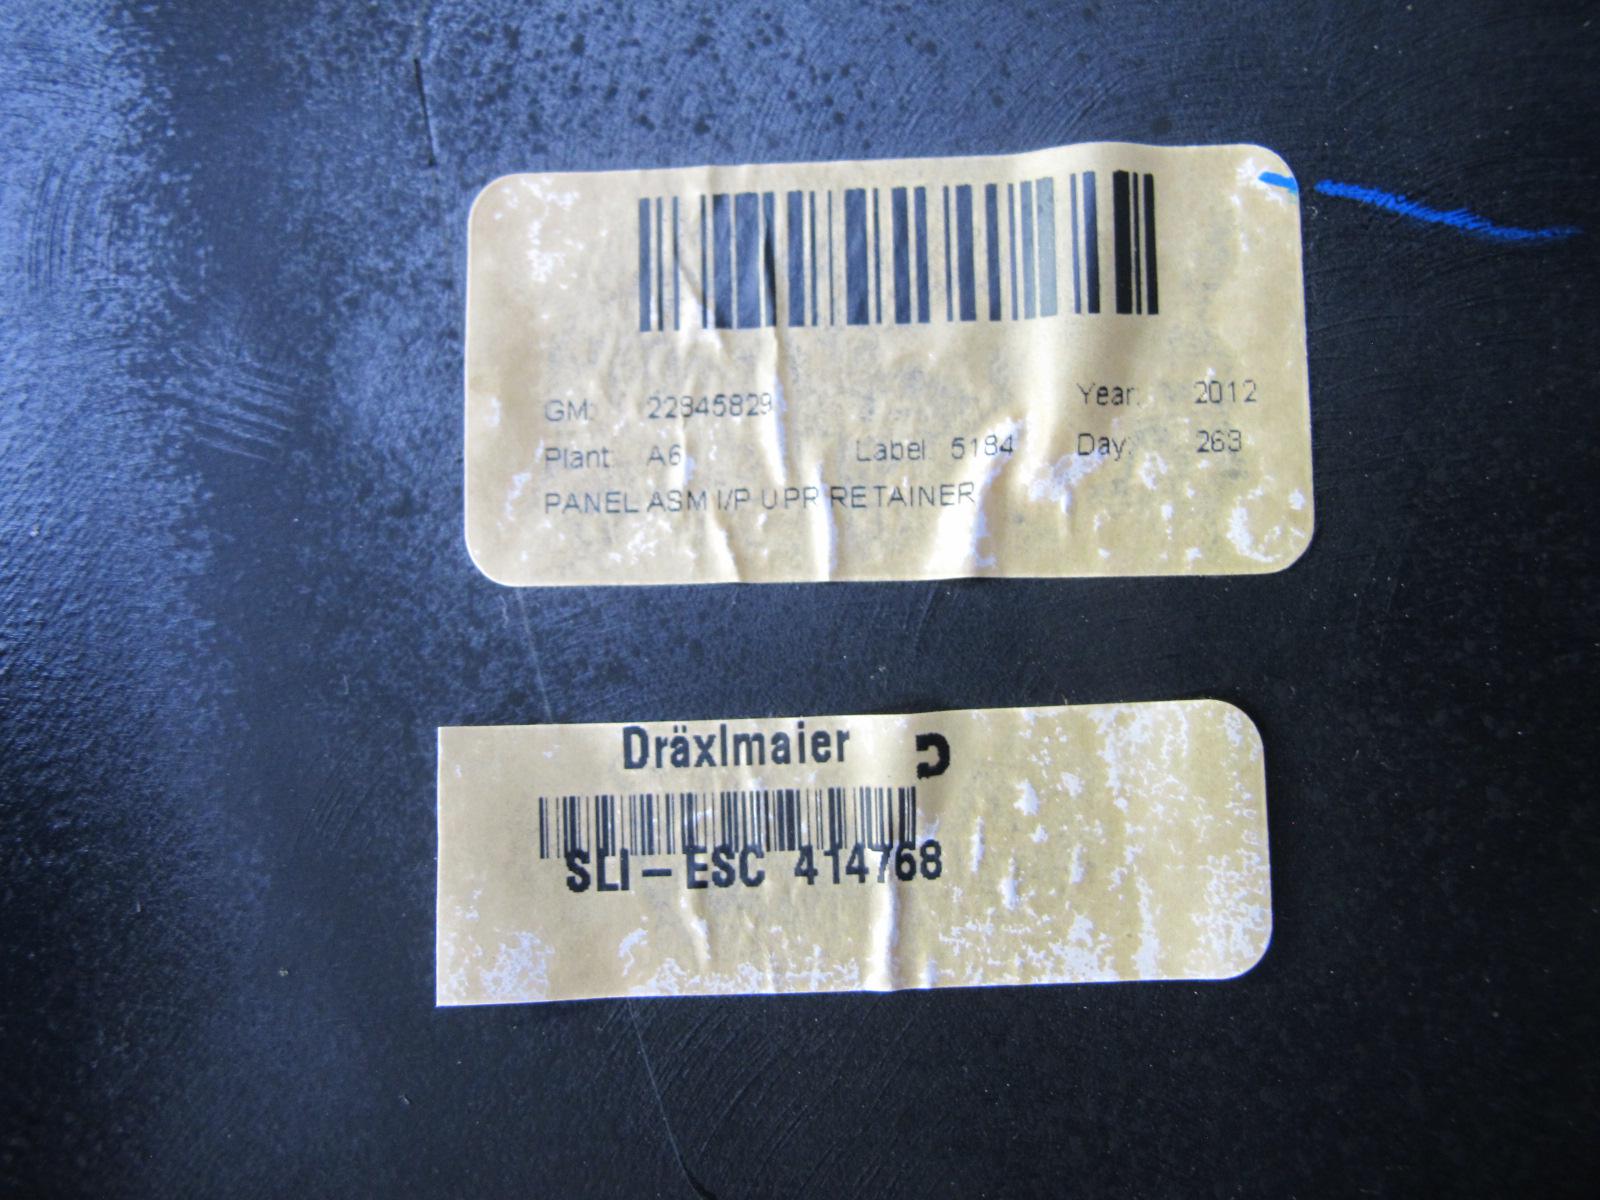 GM: 22845829 Year: 2012
Plant: A6 Label: 5184 Day: 263
PANEL ASM I/P UPR RETAINER
Dräxlmaier D
SLI-ESC 414768